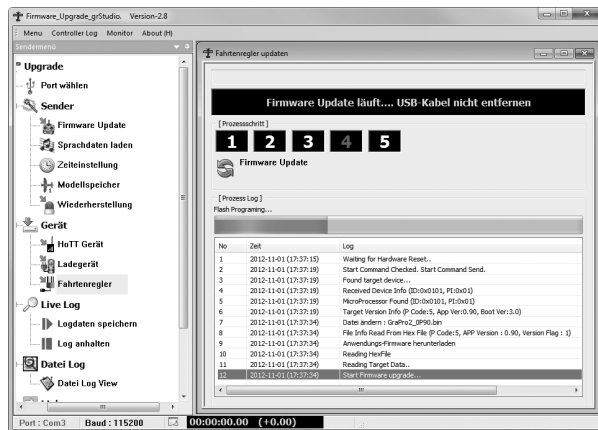 Firmware_Upgrade_grStudio. Version-2.8
Menu Controller Log Monitor About (H)
Sendermenü
Upgrade
Port wählen
Sender
Firmware Update
Sprachdaten laden
Zeiteinstellung
Modellspeicher
Wiederherstellung
Gerät
HoTT Gerät
Ladegerät
Fahrtenregler
Live Log
Logdaten speichern
Log anhalten
Datei Log
Datei Log View
Fahrtenregler updaten
Firmware Update läuft.... USB-Kabel nicht entfernen
[ Prozessschritt ]
1 2 3 4 5
Firmware Update
[ Prozess Log ]
Flash Programing...
No Zeit Log
1 2012-11-01 (17:37:15) Waiting for Hardware Reset..
2 2012-11-01 (17:37:19) Start Command Checked. Start Command Send.
3 2012-11-01 (17:37:19) Found target device...
4 2012-11-01 (17:37:19) Received Device Info (ID:0x0101, PI:0x01)
5 2012-11-01 (17:37:19) MicroProcessor Found (ID:0x0101, PI:0x01)
6 2012-11-01 (17:37:19) Target Version Info (P Code:5, App Ver:0.90, Boot Ver:3.0)
7 2012-11-01 (17:37:34) Datei ändern : GraPro2_0P90.bin
8 2012-11-01 (17:37:34) File Info Read From Hex File (P Code:5, APP Version : 0.90, Version Flag : 1)
9 2012-11-01 (17:37:34) Anwendungs-Firmware herunterladen
10 2012-11-01 (17:37:34) Reading HexFile
11 2012-11-01 (17:37:34) Reading Target Data..
12 2012-11-01 (17:37:34) Start Firmware upgrade...
Port : Com3 Baud : 115200 00:00:00.00 (+0.00)